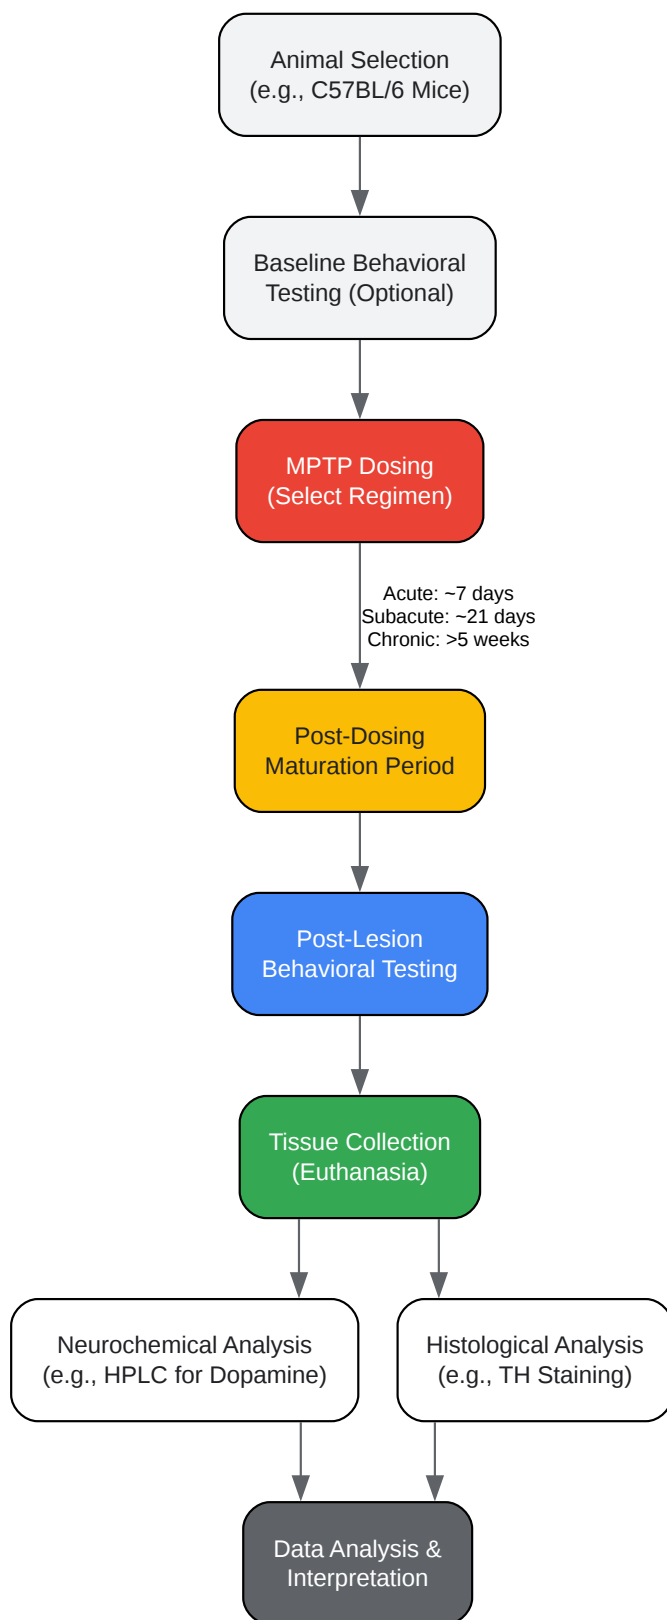 Animal Selection
(e.g., C57BL/6 Mice)
Baseline Behavioral
Testing (Optional)
MPTP Dosing
(Select Regimen)
Acute: ~7 days
Subacute: ~21 days
Chronic: >5 weeks
Post-Dosing
Maturation Period
Post-Lesion
Behavioral Testing
Tissue Collection
(Euthanasia)
Neurochemical Analysis
(e.g., HPLC for Dopamine)
Histological Analysis
(e.g., TH Staining)
Data Analysis &
Interpretation